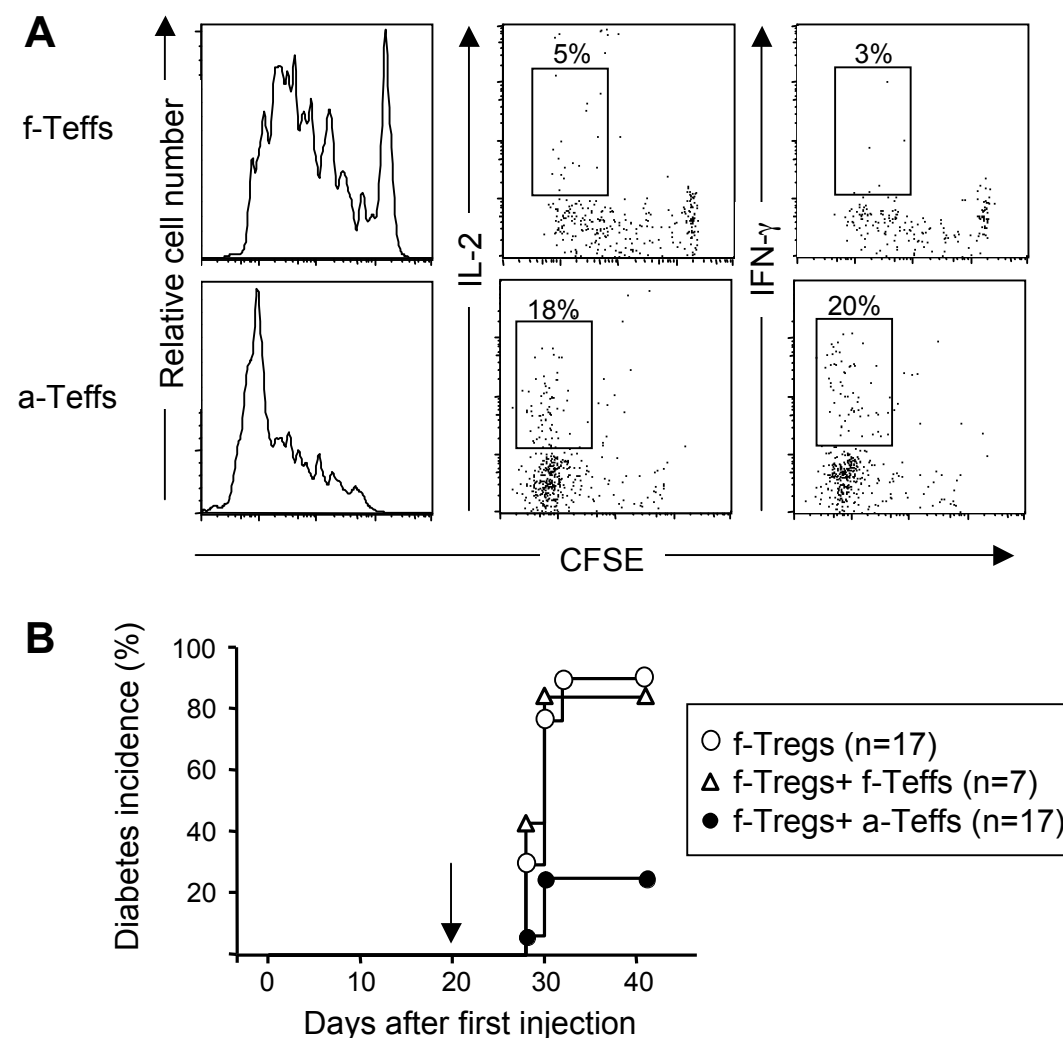 A
f-Teffs
a-Teffs
Relative cell number
IL-2
IFN-γ
5%
3%
18%
20%
CFSE
B
Diabetes incidence (%)
100
80
60
40
20
0 10 20 30 40
Days after first injection
f-Tregs (n=17)
f-Tregs+ f-Teffs (n=7)
f-Tregs+ a-Teffs (n=17)